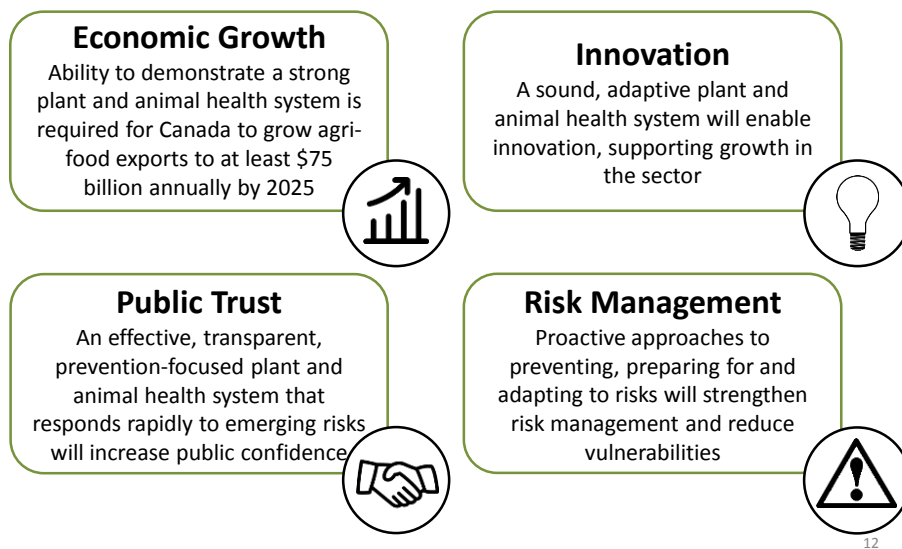 Economic Growth
Ability to demonstrate a strong
plant and animal health system is
required for Canada to grow agri-
food exports to at least $75
billion annually by 2025
Innovation
A sound, adaptive plant and
animal health system will enable
innovation, supporting growth in
the sector
Public Trust
An effective, transparent,
prevention-focused plant and
animal health system that
responds rapidly to emerging risks
will increase public confidence
Risk Management
Proactive approaches to
preventing, preparing for and
adapting to risks will strengthen
risk management and reduce
vulnerabilities
12